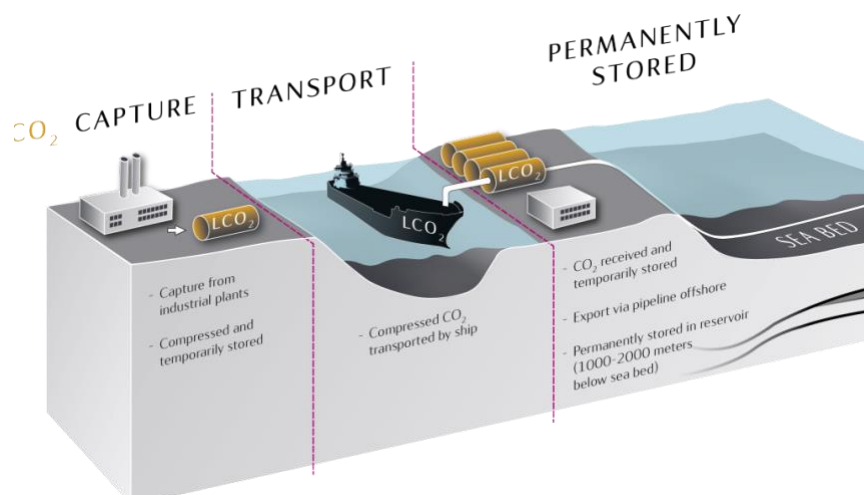 CO₂ CAPTURE
TRANSPORT
PERMANENTLY
STORED
LCO₂
LCO₂
LCO₂
SEA BED
- Capture from
industrial plants
- Compressed and
temporarily stored
- Compressed CO₂
transported by ship
- CO₂ received and
temporarily stored
- Export via pipeline offshore
- Permanently stored in reservoir
(1000-2000 meters
below sea bed)